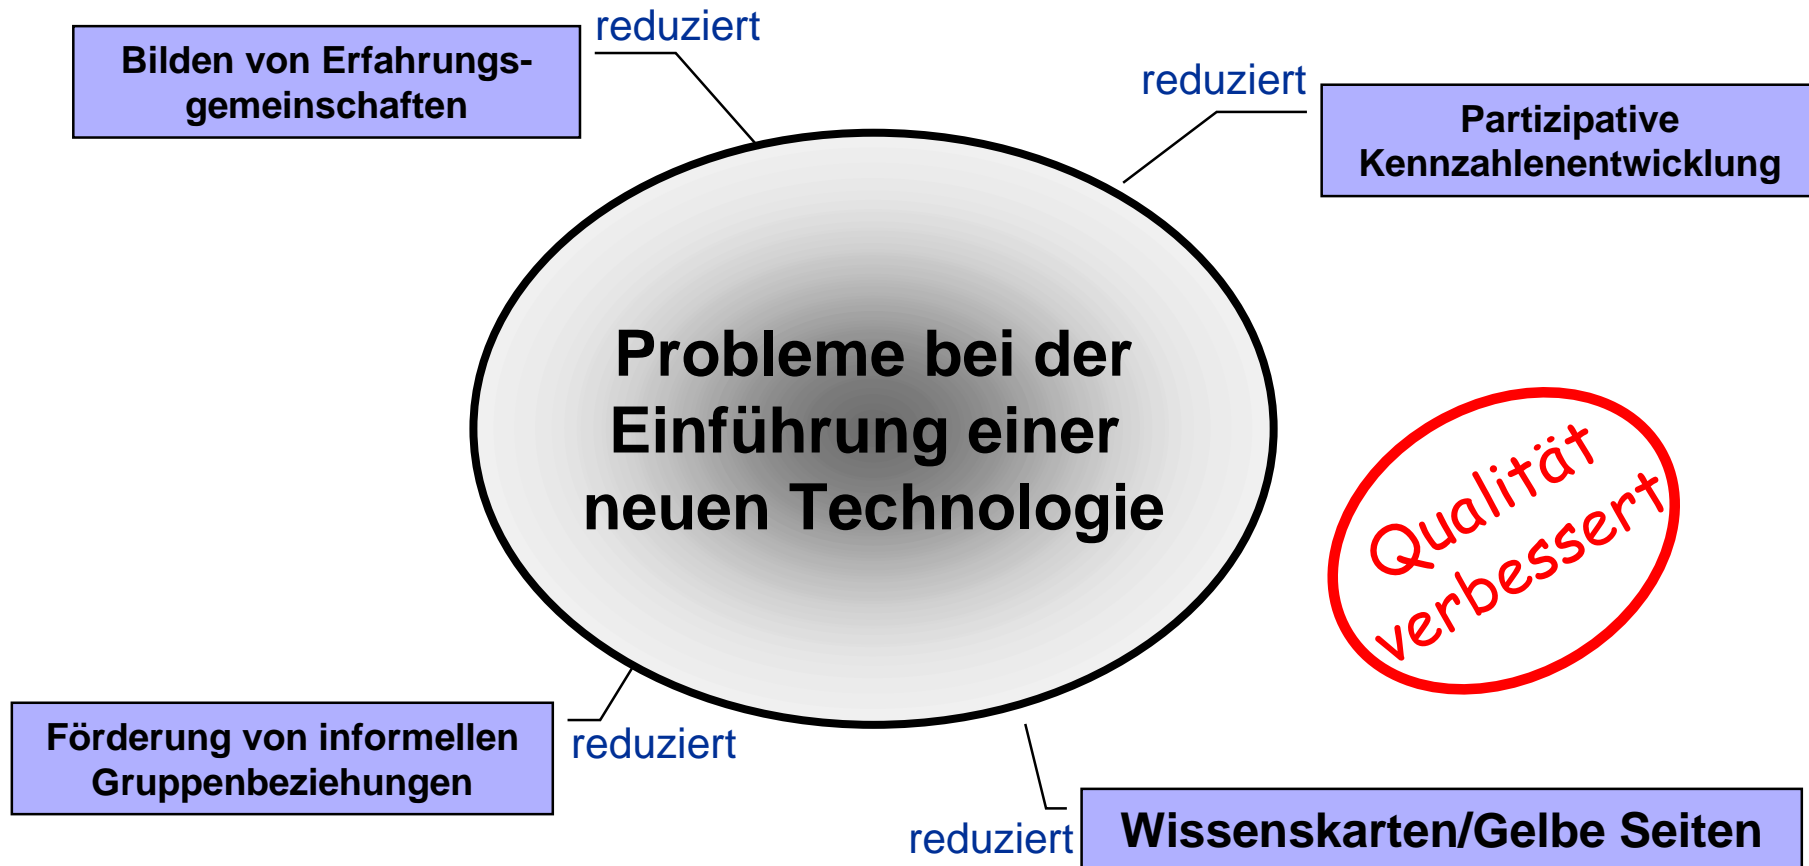 reduziert
Bilden von Erfahrungs-
gemeinschaften
reduziert
Partizipative
Kennzahlenentwicklung
Probleme bei der
Einführung einer
neuen Technologie
Qualität
verbessert
Förderung von informellen
Gruppenbeziehungen
reduziert
reduziert
Wissenskarten/Gelbe Seiten